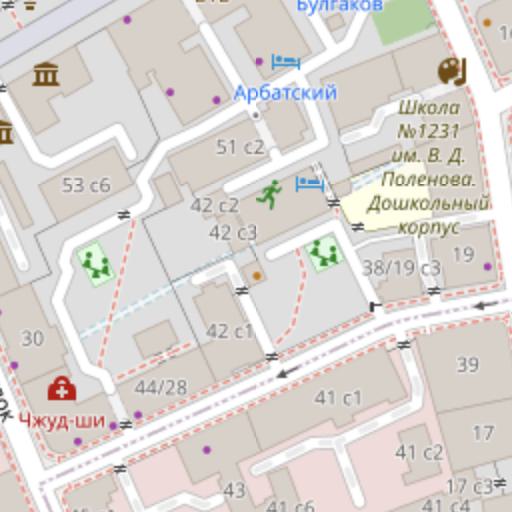 Булгаков
Арбатский
51 с2
53 с6
42 с2
42 с3
Школа
№1231
им. В. Д.
Поленова.
Дошкольный
корпус
38/19 с3
19
42 с1
30
44/28
Чжуд-ши
39
41 с1
41 с2
17
17 с3
43
41 с6
41 с4